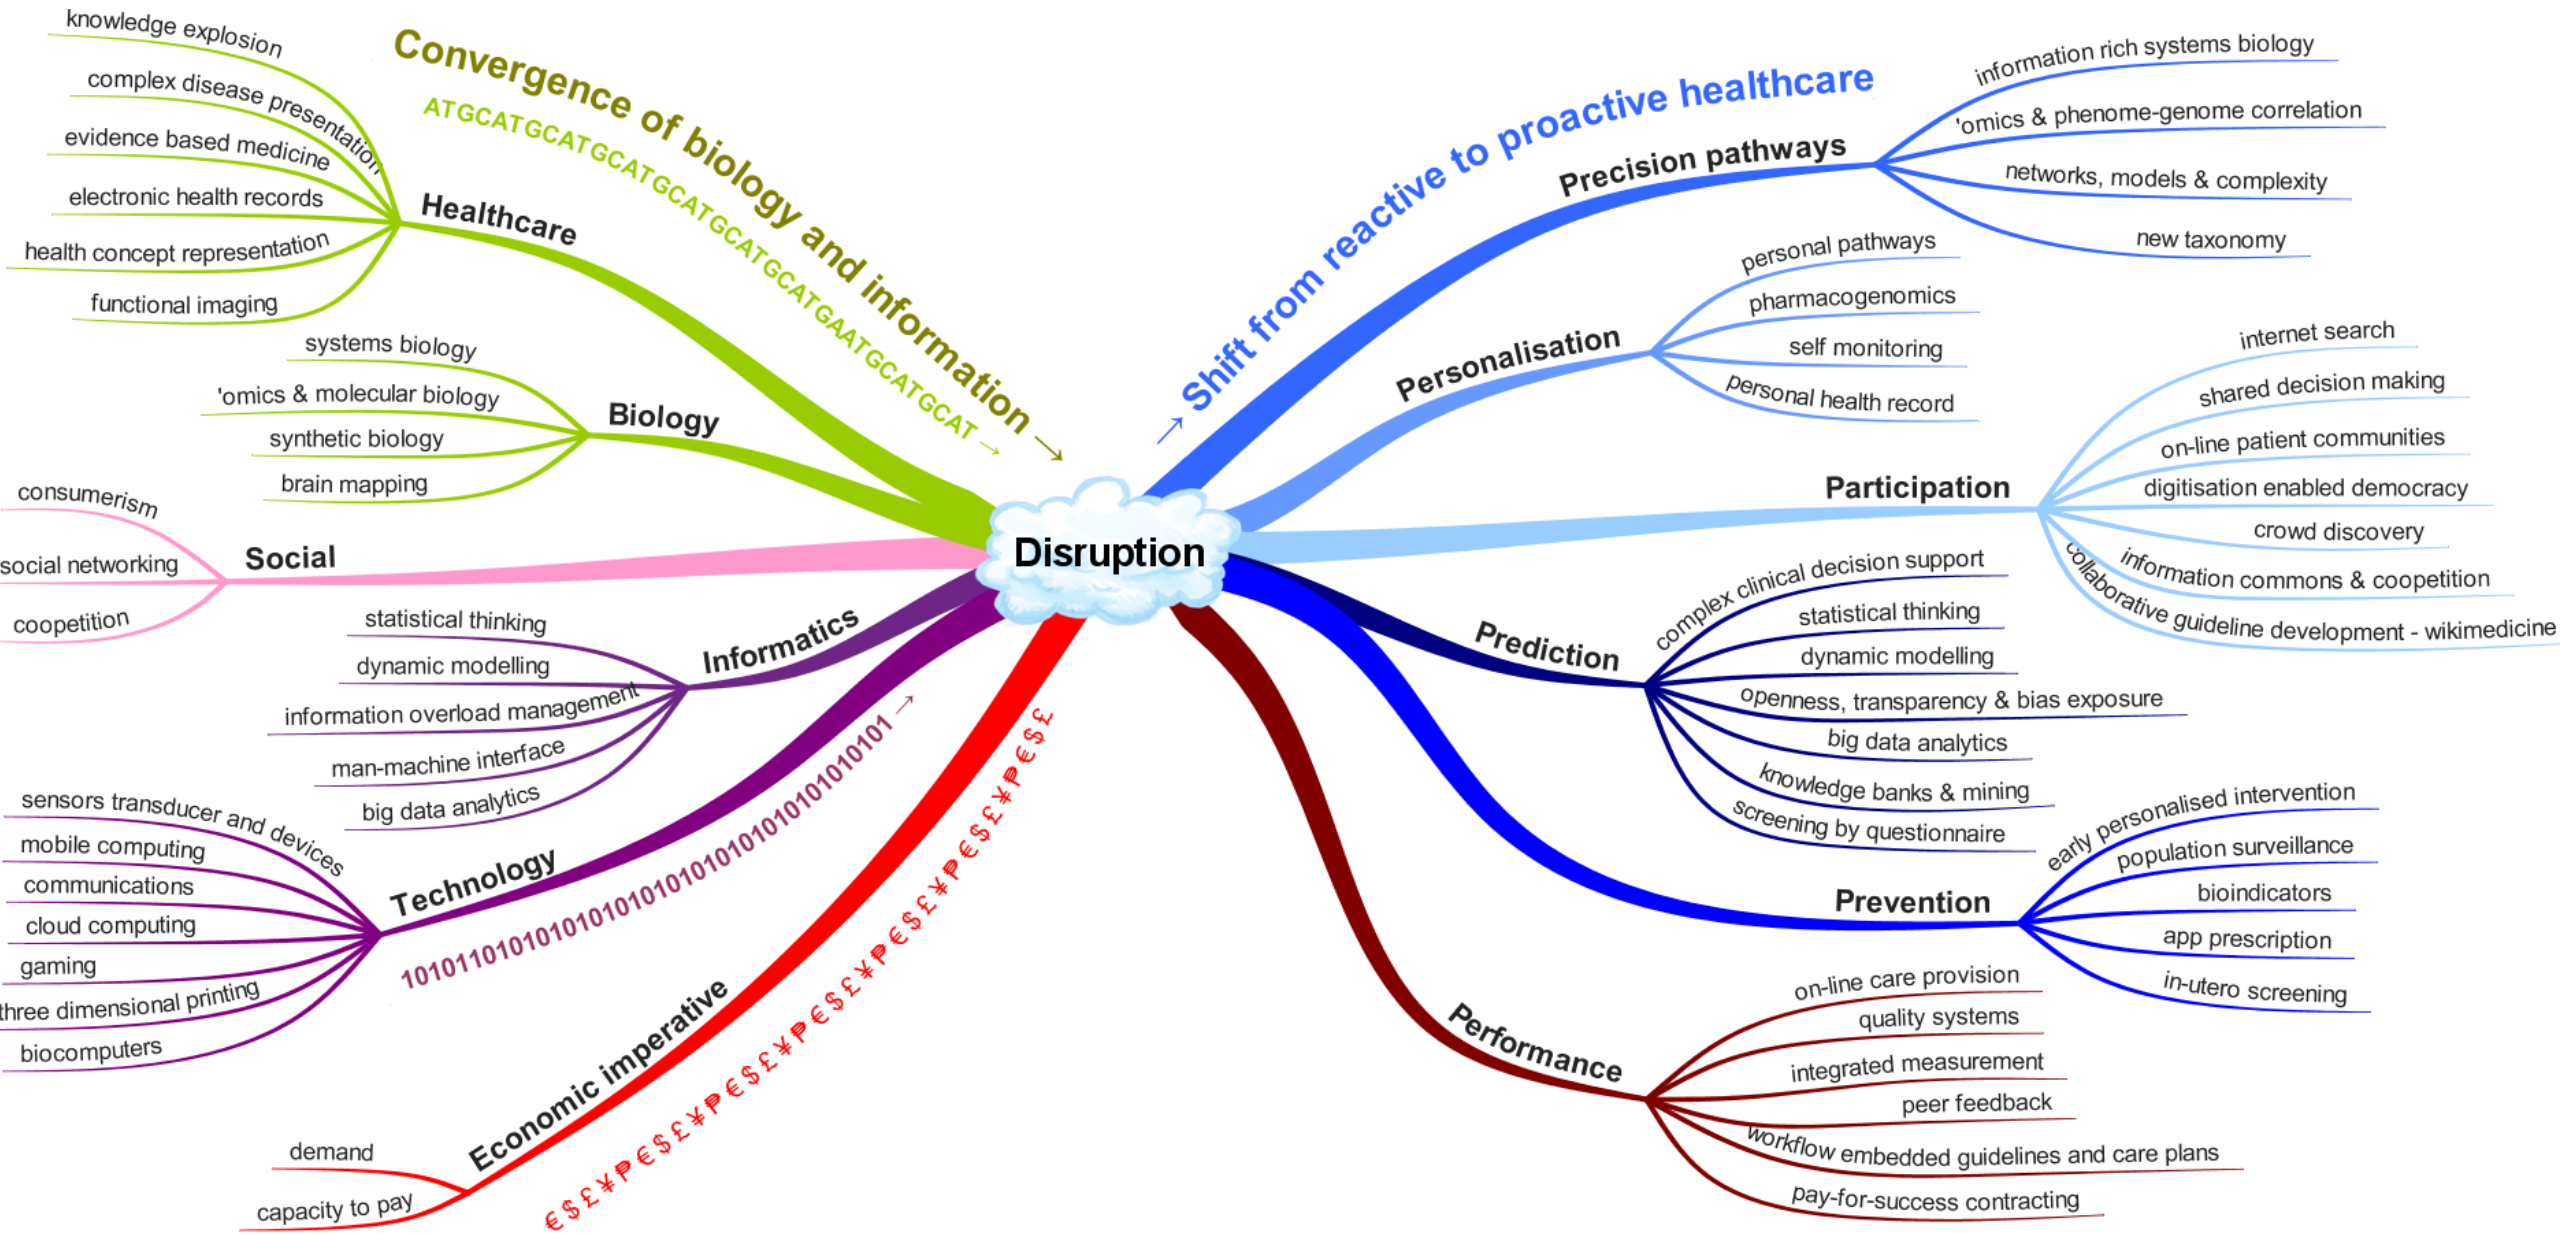 Disruption
Convergence of biology and information →
ATGCATGCATGCATGCATGCATGCATGCATGCATGAATGCATGCAT →
Healthcare
knowledge explosion
complex disease presentation
evidence based medicine
electronic health records
health concept representation
functional imaging
Biology
systems biology
'omics & molecular biology
synthetic biology
brain mapping
Social
consumerism
social networking
coopetition
Informatics
statistical thinking
dynamic modelling
information overload management
man-machine interface
big data analytics
Technology
sensors transducer and devices
mobile computing
communications
cloud computing
gaming
three dimensional printing
biocomputers
Economic imperative
demand
capacity to pay
→ Shift from reactive to proactive healthcare
Precision pathways
information rich systems biology
'omics & phenome-genome correlation
networks, models & complexity
new taxonomy
Personalisation
personal pathways
pharmacogenomics
self monitoring
personal health record
Participation
internet search
shared decision making
on-line patient communities
digitisation enabled democracy
crowd discovery
information commons & coopetition
collaborative guideline development - wikimedicine
Prediction
complex clinical decision support
statistical thinking
dynamic modelling
openness, transparency & bias exposure
big data analytics
knowledge banks & mining
screening by questionnaire
Prevention
early personalised intervention
population surveillance
bioindicators
app prescription
in-utero screening
Performance
on-line care provision
quality systems
integrated measurement
peer feedback
workflow embedded guidelines and care plans
pay-for-success contracting